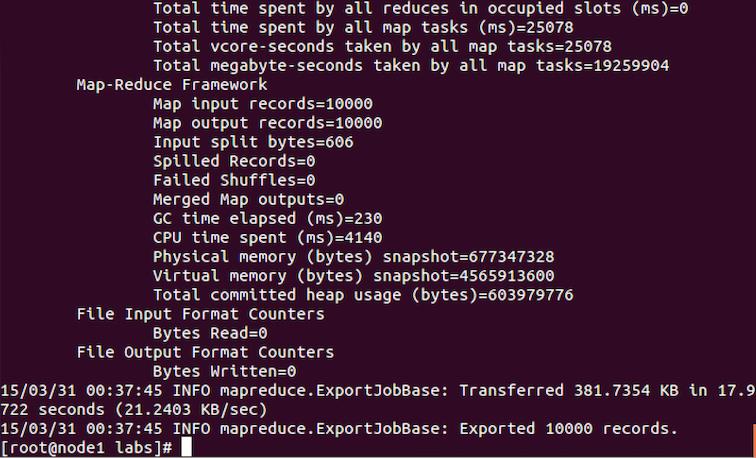 Total time spent by all reduces in occupied slots (ms)=0
Total time spent by all map tasks (ms)=25078
Total vcore-seconds taken by all map tasks=25078
Total megabyte-seconds taken by all map tasks=19259904
Map-Reduce Framework
Map input records=10000
Map output records=10000
Input split bytes=606
Spilled Records=0
Failed Shuffles=0
Merged Map outputs=0
GC time elapsed (ms)=230
CPU time spent (ms)=4140
Physical memory (bytes) snapshot=677347328
Virtual memory (bytes) snapshot=4565913600
Total committed heap usage (bytes)=603979776
File Input Format Counters
Bytes Read=0
File Output Format Counters
Bytes Written=0
15/03/31 00:37:45 INFO mapreduce.ExportJobBase: Transferred 381.7354 KB in 17.9
722 seconds (21.2403 KB/sec)
15/03/31 00:37:45 INFO mapreduce.ExportJobBase: Exported 10000 records.
[root@node1 labs]#